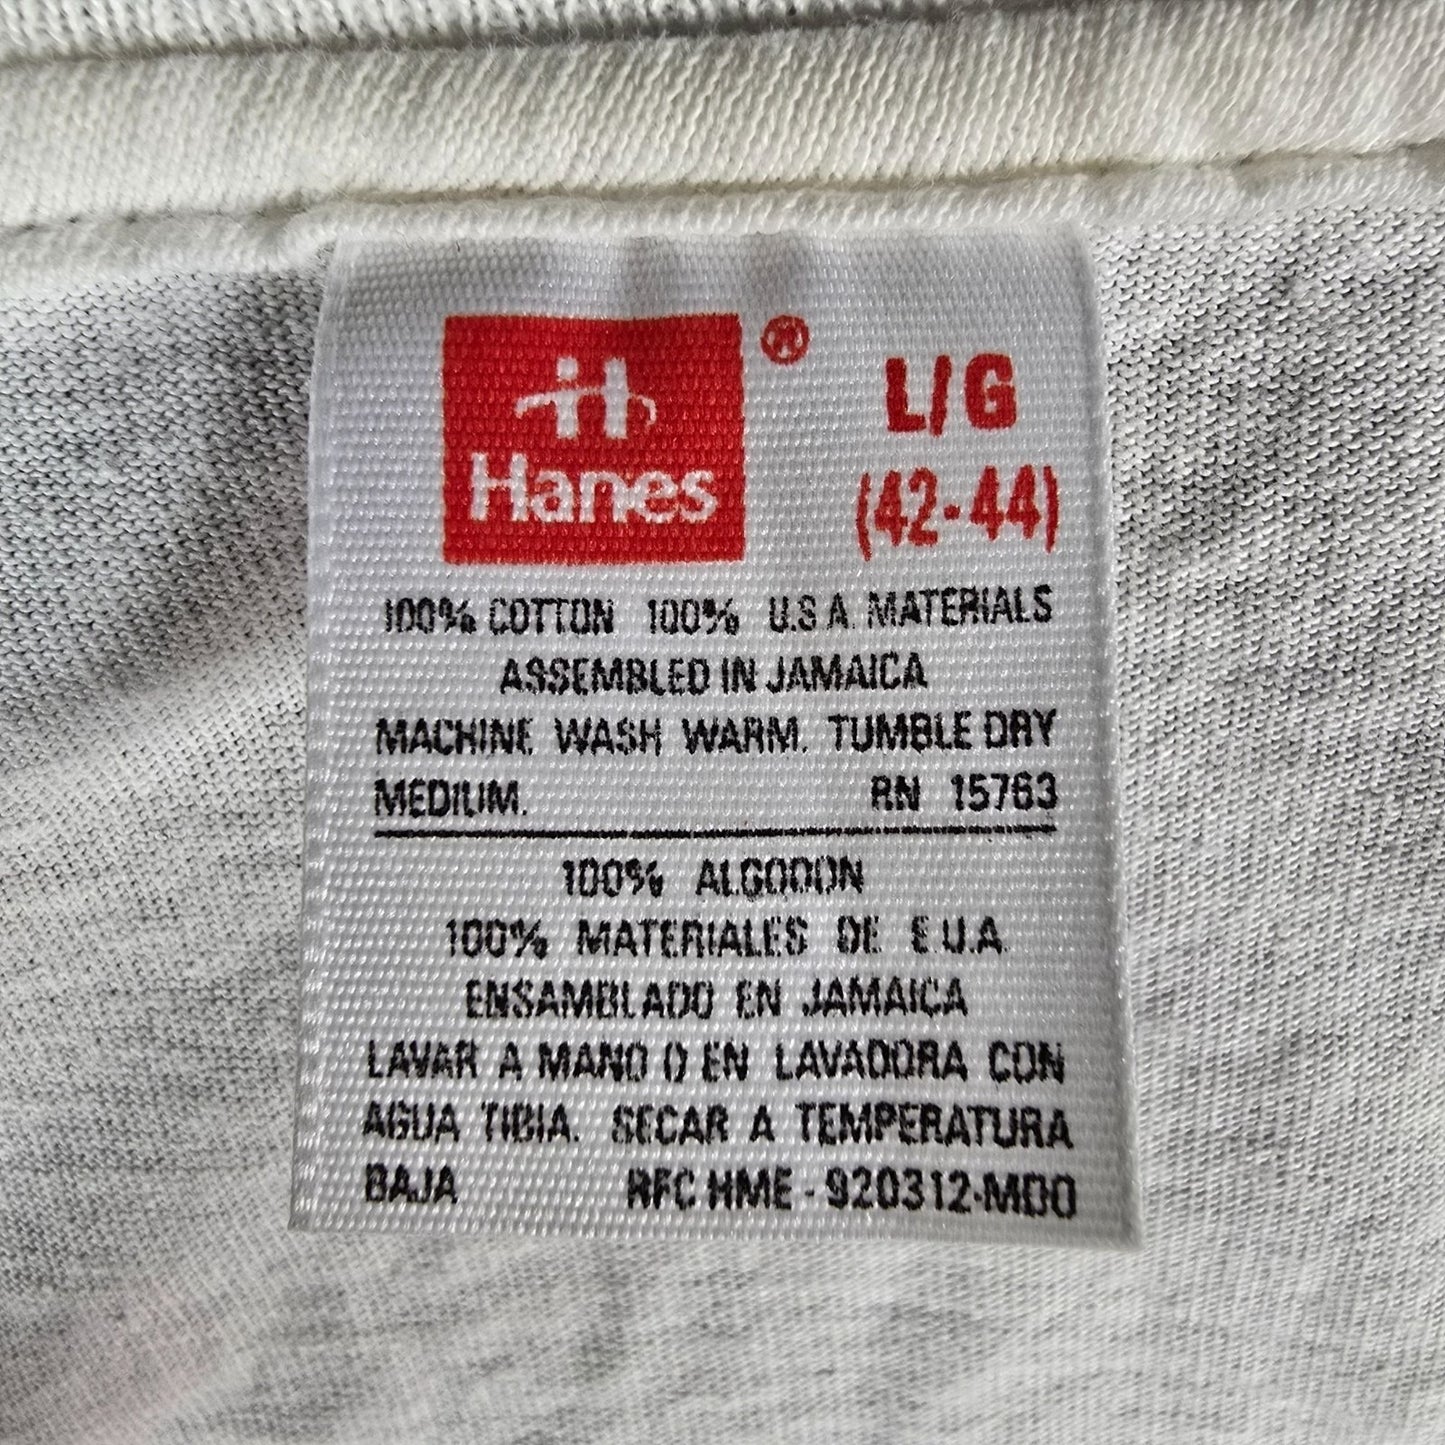 Hanes ®
L/G
(42-44)
100% COTTON 100% U.S.A. MATERIALS
ASSEMBLED IN JAMAICA
MACHINE WASH WARM. TUMBLE DRY
MEDIUM. RN 15763
100% ALGODON
100% MATERIALES DE E.U.A.
ENSAMBLADO EN JAMAICA
LAVAR A MANO O EN LAVADORA CON
AGUA TIBIA. SECAR A TEMPERATURA
BAJA RFC HME-920312-MD0